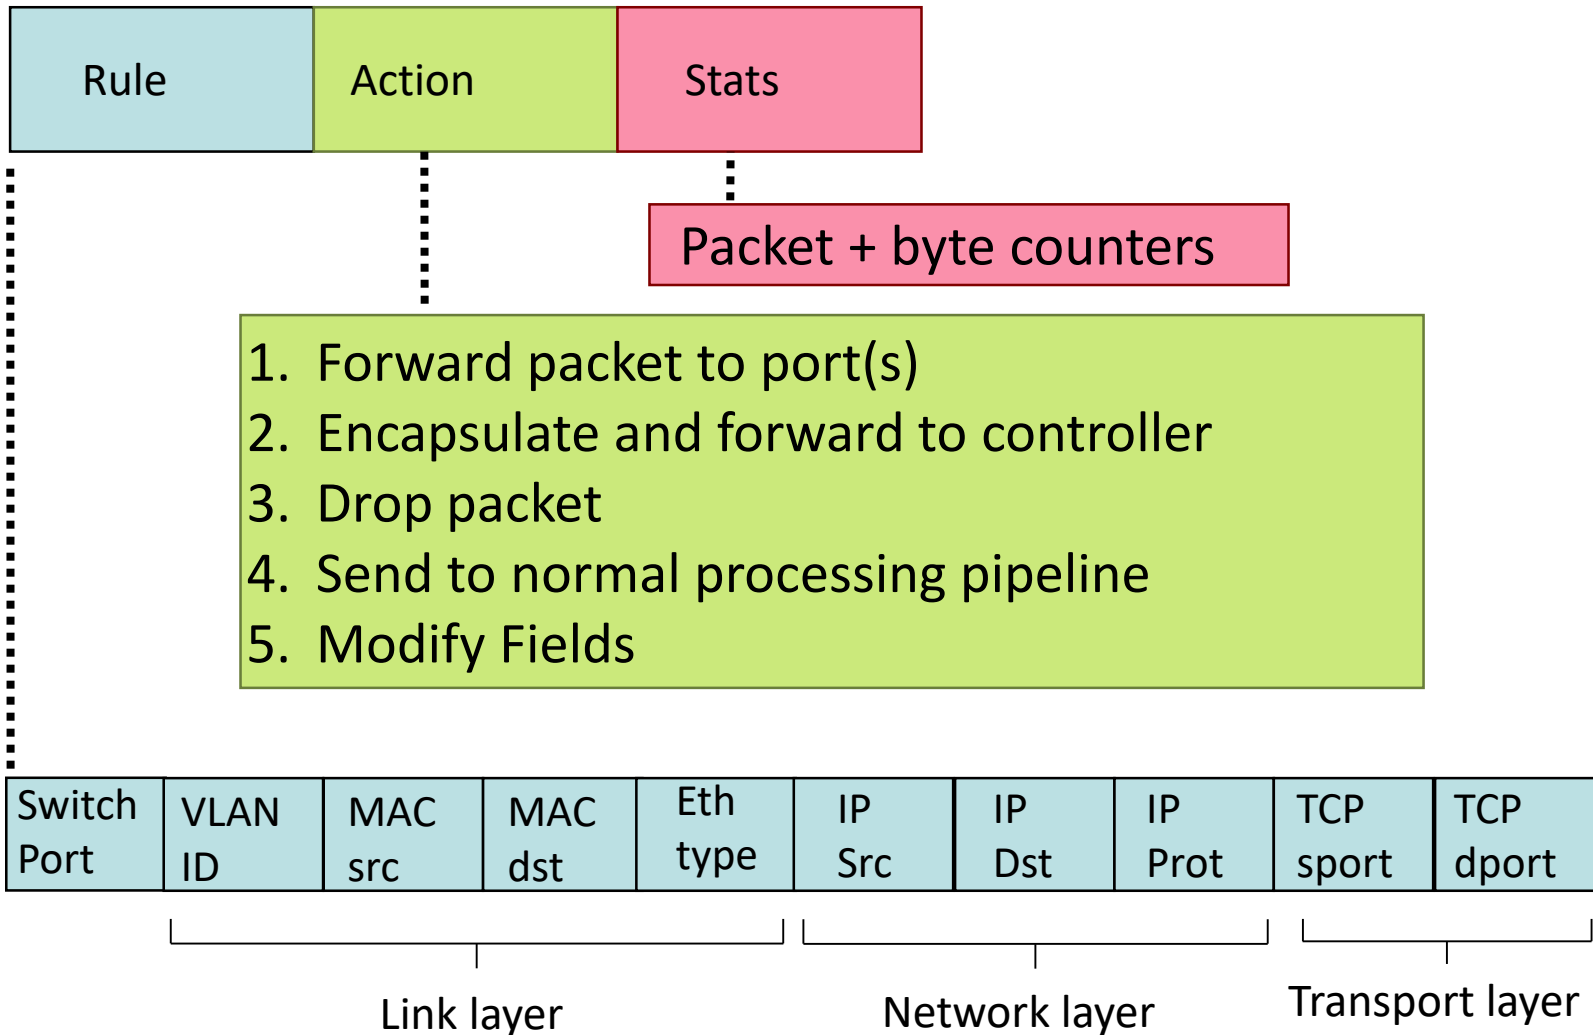 Rule
Action
Stats
Packet + byte counters
1. Forward packet to port(s)
2. Encapsulate and forward to controller
3. Drop packet
4. Send to normal processing pipeline
5. Modify Fields
Switch
Port
VLAN
ID
MAC
src
MAC
dst
Eth
type
IP
Src
IP
Dst
IP
Prot
TCP
sport
TCP
dport
Link layer
Network layer
Transport layer